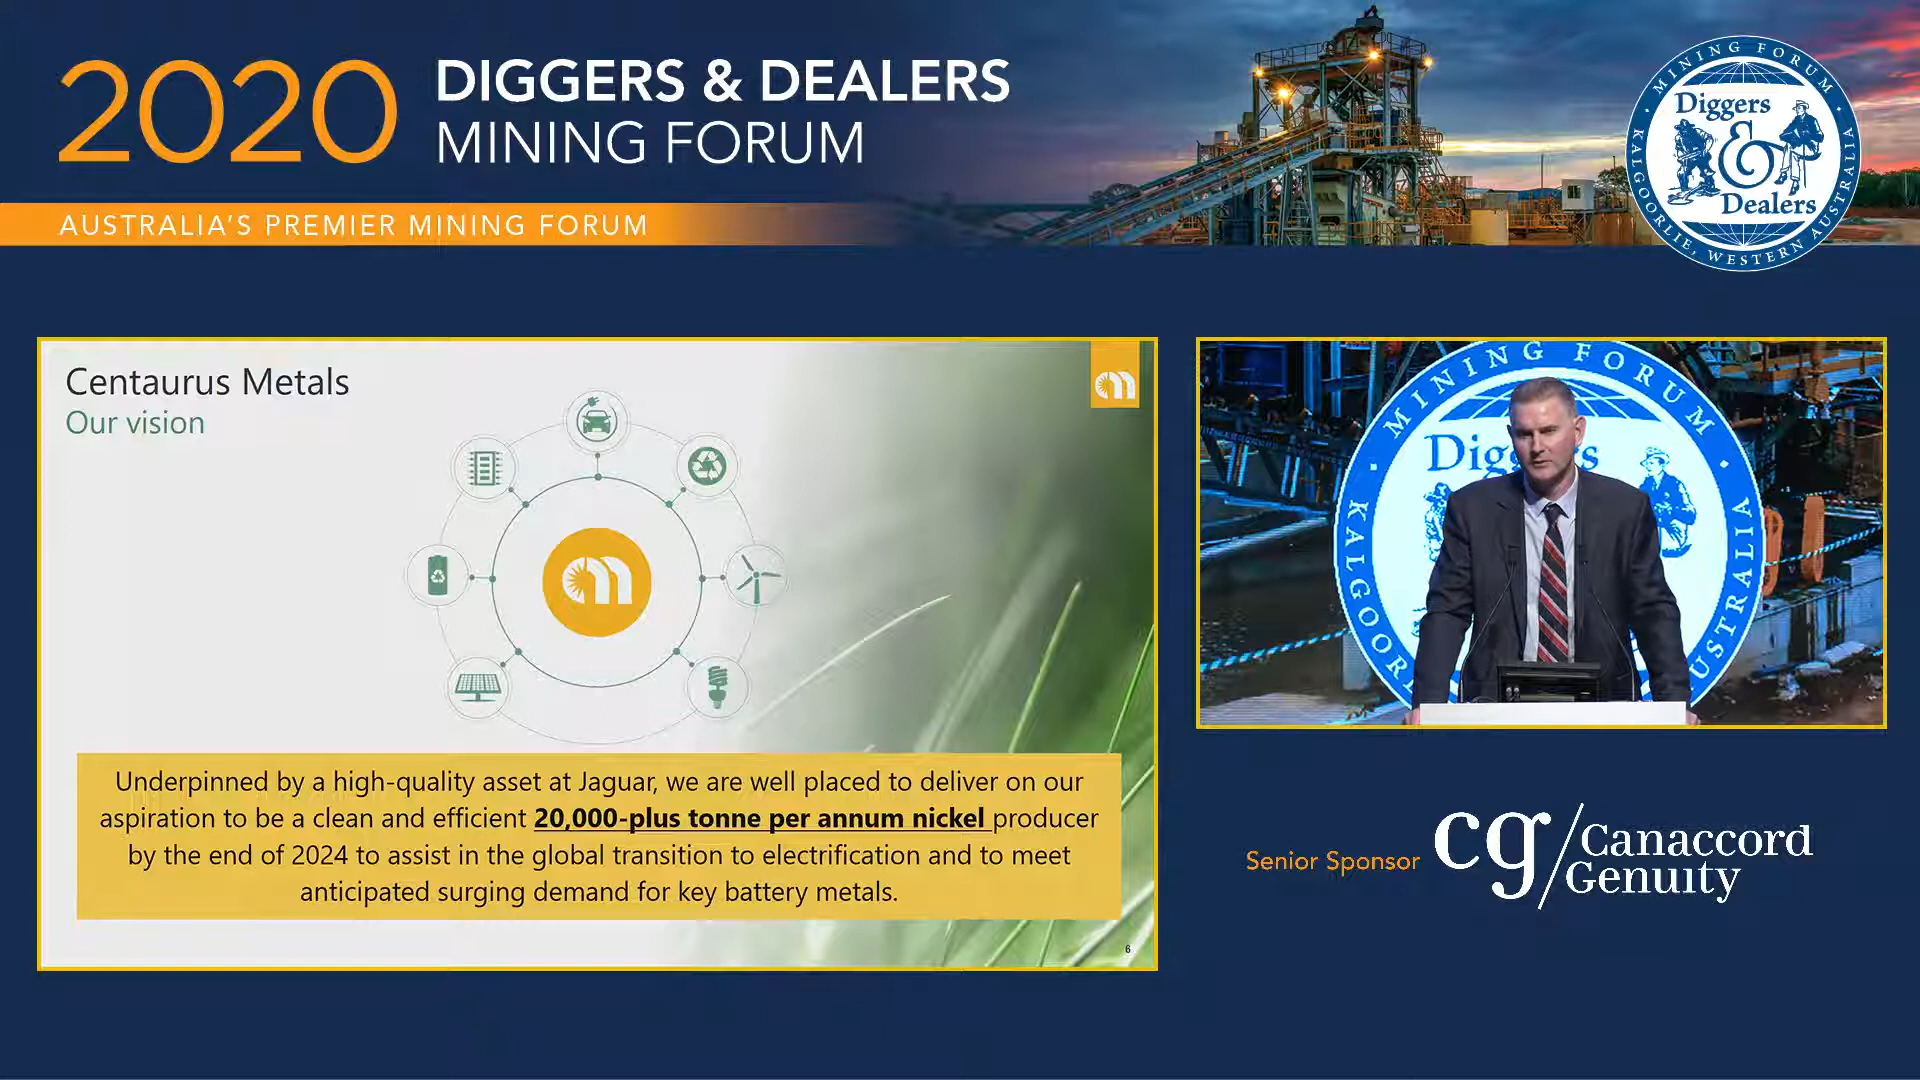 2020
DIGGERS & DEALERS
MINING FORUM
AUSTRALIA'S PREMIER MINING FORUM
MINING FORUM
Diggers
&
Dealers
KALGOORLIE, WESTERN AUSTRALIA
Centaurus Metals
Our vision
Underpinned by a high-quality asset at Jaguar, we are well placed to deliver on our
aspiration to be a clean and efficient 20,000-plus tonne per annum nickel producer
by the end of 2024 to assist in the global transition to electrification and to meet
anticipated surging demand for key battery metals.
6
MINING FORUM
Senior Sponsor
cg/Canaccord
Genuity